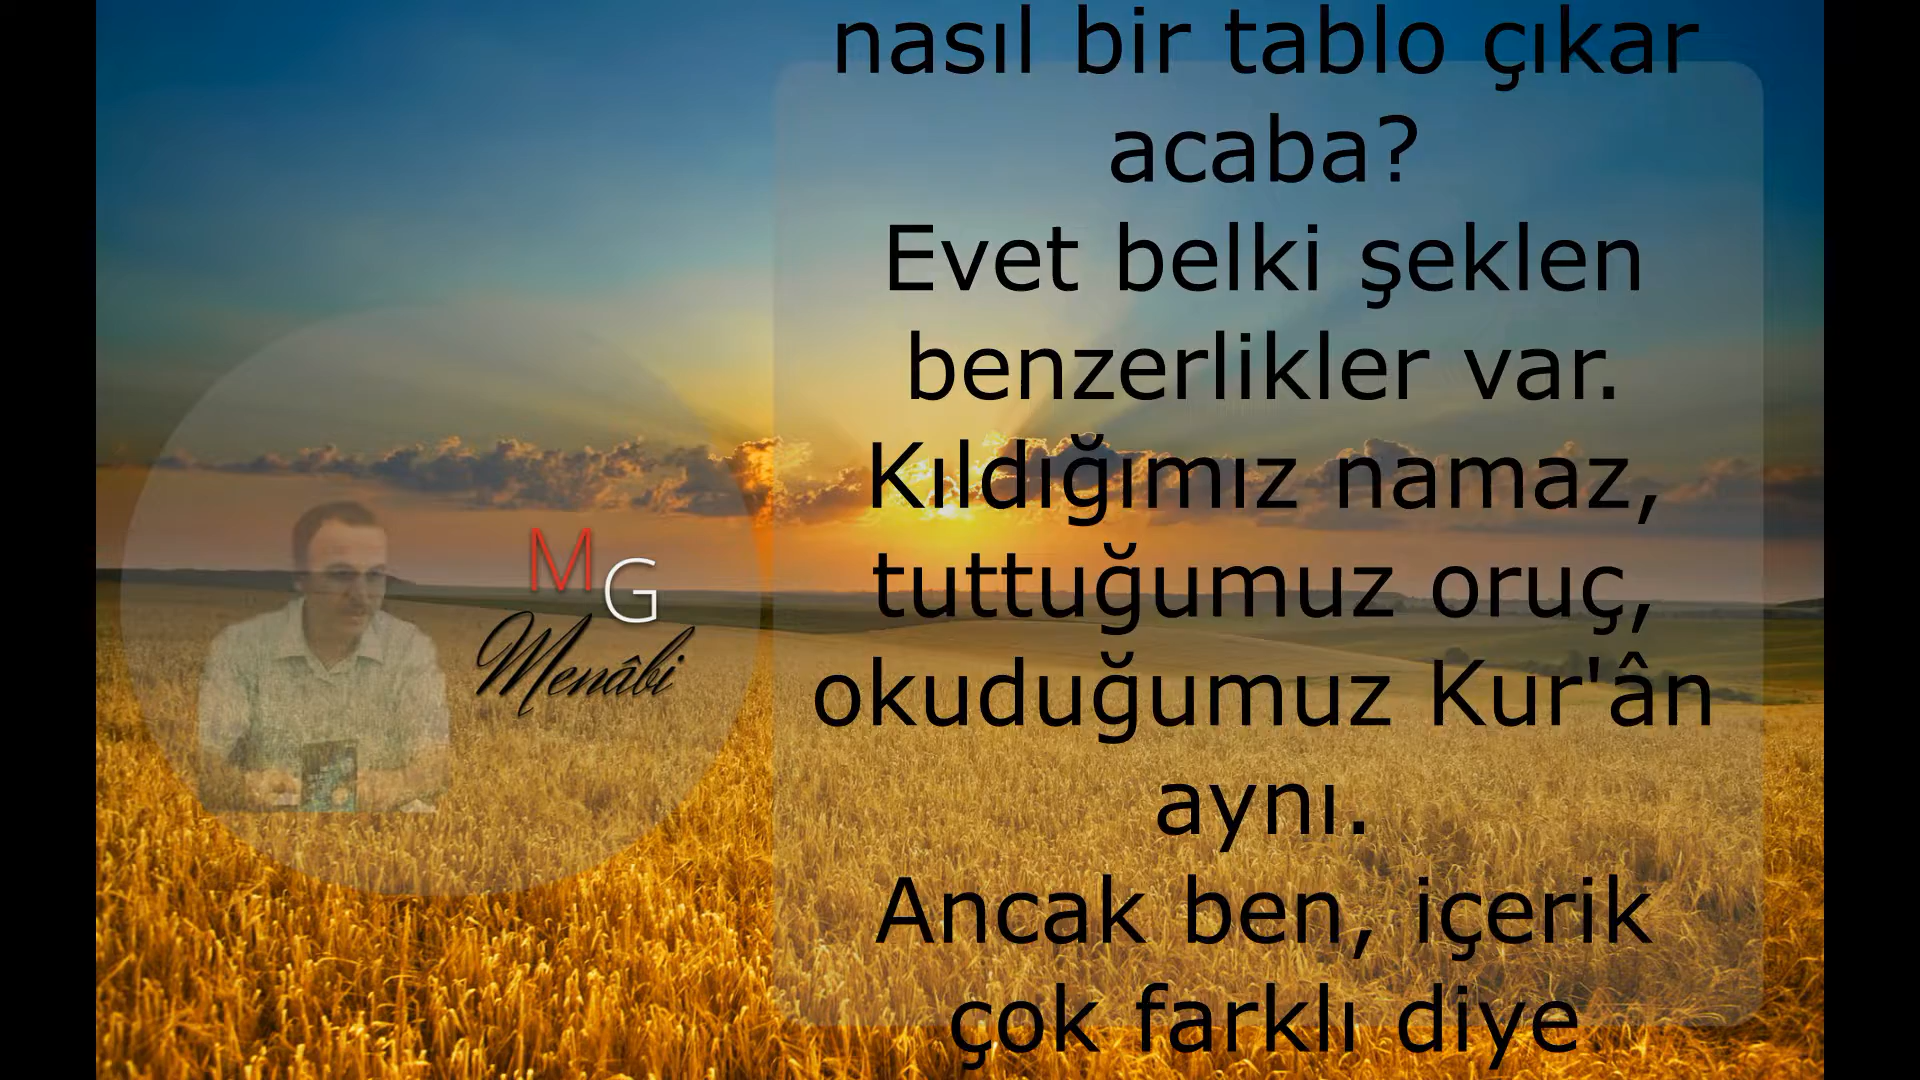 nasıl bir tablo çıkar
acaba?
Evet belki şeklen
benzerlikler var.
Kıldığımız namaz,
tuttuğumuz oruç,
okuduğumuz Kur'ân
aynı.
Ancak ben, içerik
çok farklı diye
MG
Menâbi